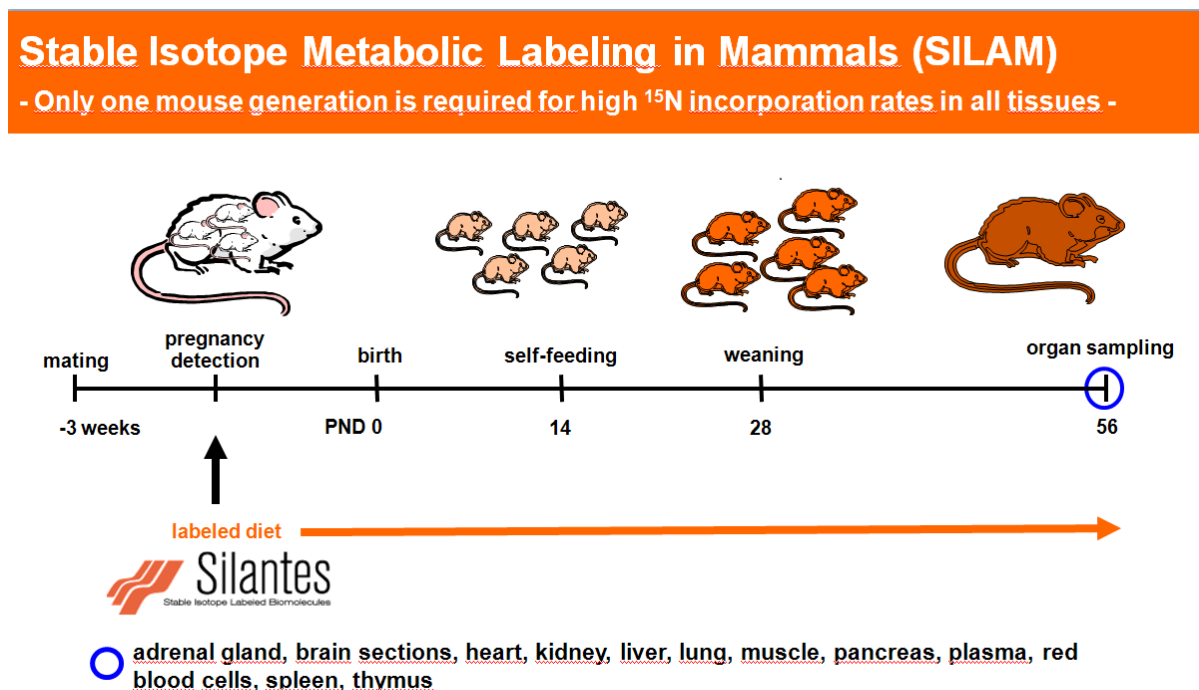 Stable Isotope Metabolic Labeling in Mammals (SILAM)
- Only one mouse generation is required for high ¹⁵N incorporation rates in all tissues -
mating
pregnancy
detection
birth
self-feeding
weaning
organ sampling
-3 weeks
PND 0
14
28
56
labeled diet
Silantes
Stable Isotope Labeled Biomolecules
adrenal gland, brain sections, heart, kidney, liver, lung, muscle, pancreas, plasma, red
blood cells, spleen, thymus